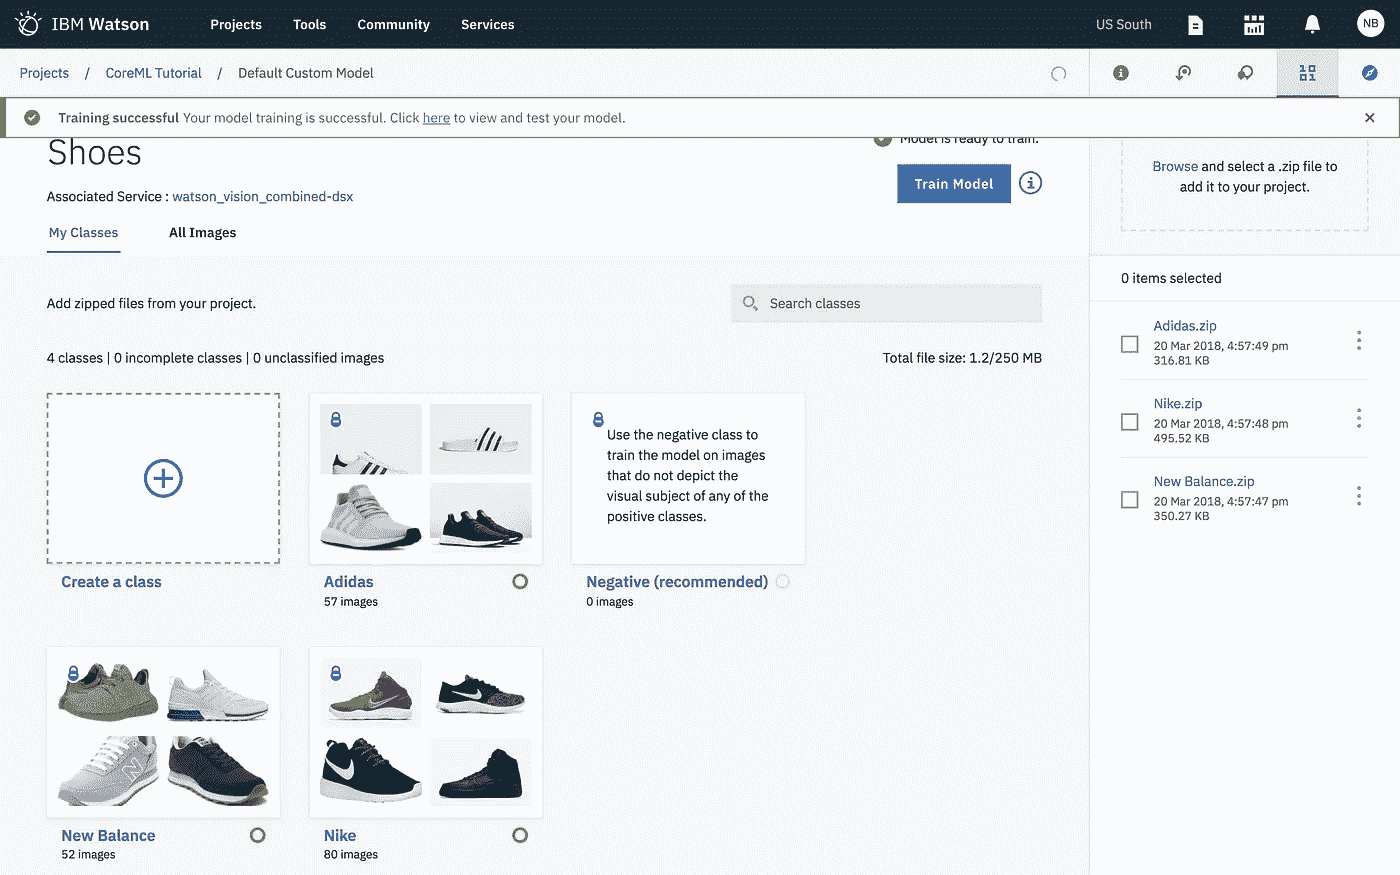 IBM Watson
Projects
Tools
Community
Services
US South
NB
Projects / CoreML Tutorial / Default Custom Model
Training successful Your model training is successful. Click here to view and test your model.
Shoes
Model is ready to train.
Associated Service : watson_vision_combined-dsx
Train Model
My Classes
All Images
Add zipped files from your project.
Search classes
4 classes | 0 incomplete classes | 0 unclassified images
Total file size: 1.2/250 MB
Create a class
Adidas
57 images
Use the negative class to
train the model on images
that do not depict the
visual subject of any of the
positive classes.
Negative (recommended)
0 images
New Balance
52 images
Nike
80 images
Browse and select a .zip file to
add it to your project.
0 items selected
Adidas.zip
20 Mar 2018, 4:57:49 pm
316.81 KB
Nike.zip
20 Mar 2018, 4:57:48 pm
495.52 KB
New Balance.zip
20 Mar 2018, 4:57:47 pm
350.27 KB